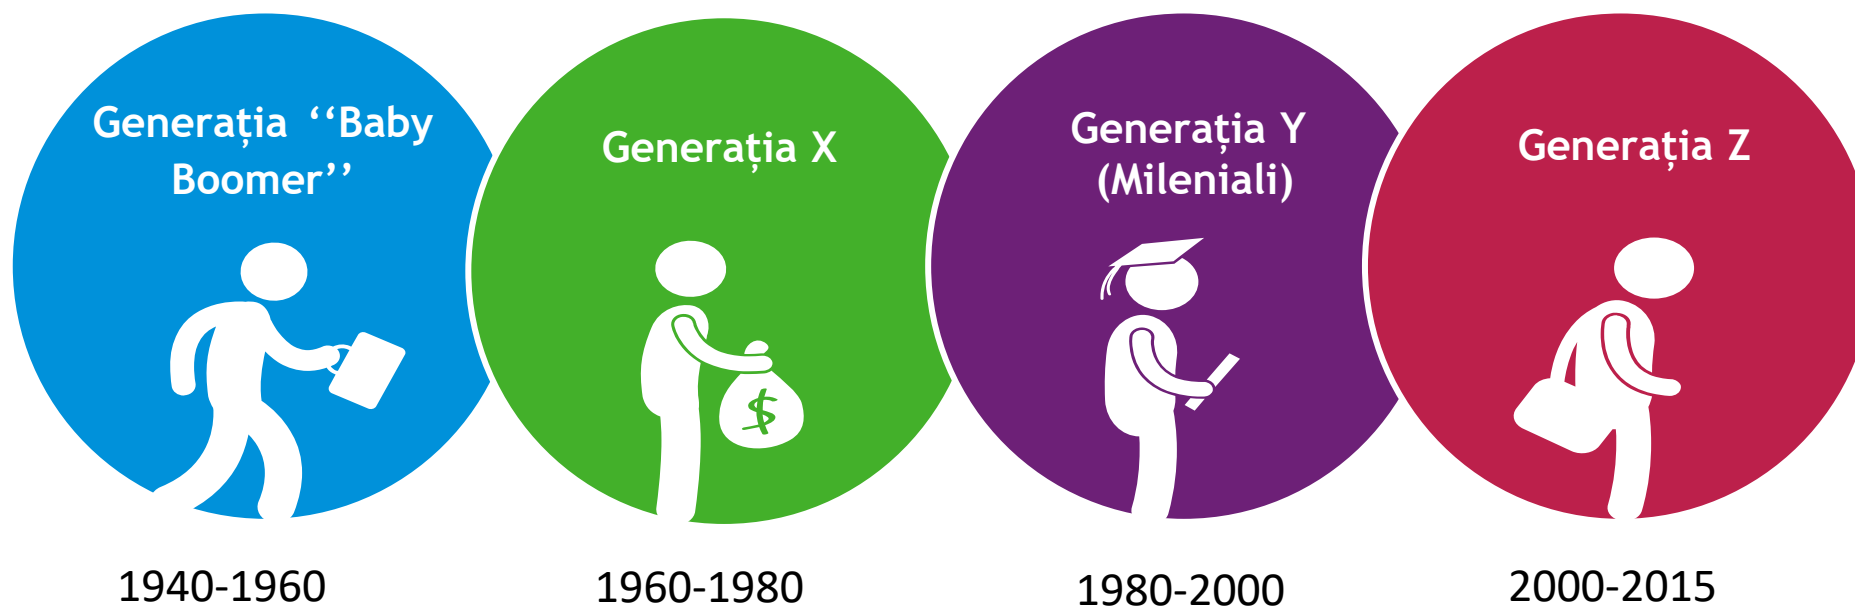 Generația ‘‘Baby
Boomer’’
Generația X
Generația Y
(Mileniali)
Generația Z
$
1940-1960
1960-1980
1980-2000
2000-2015